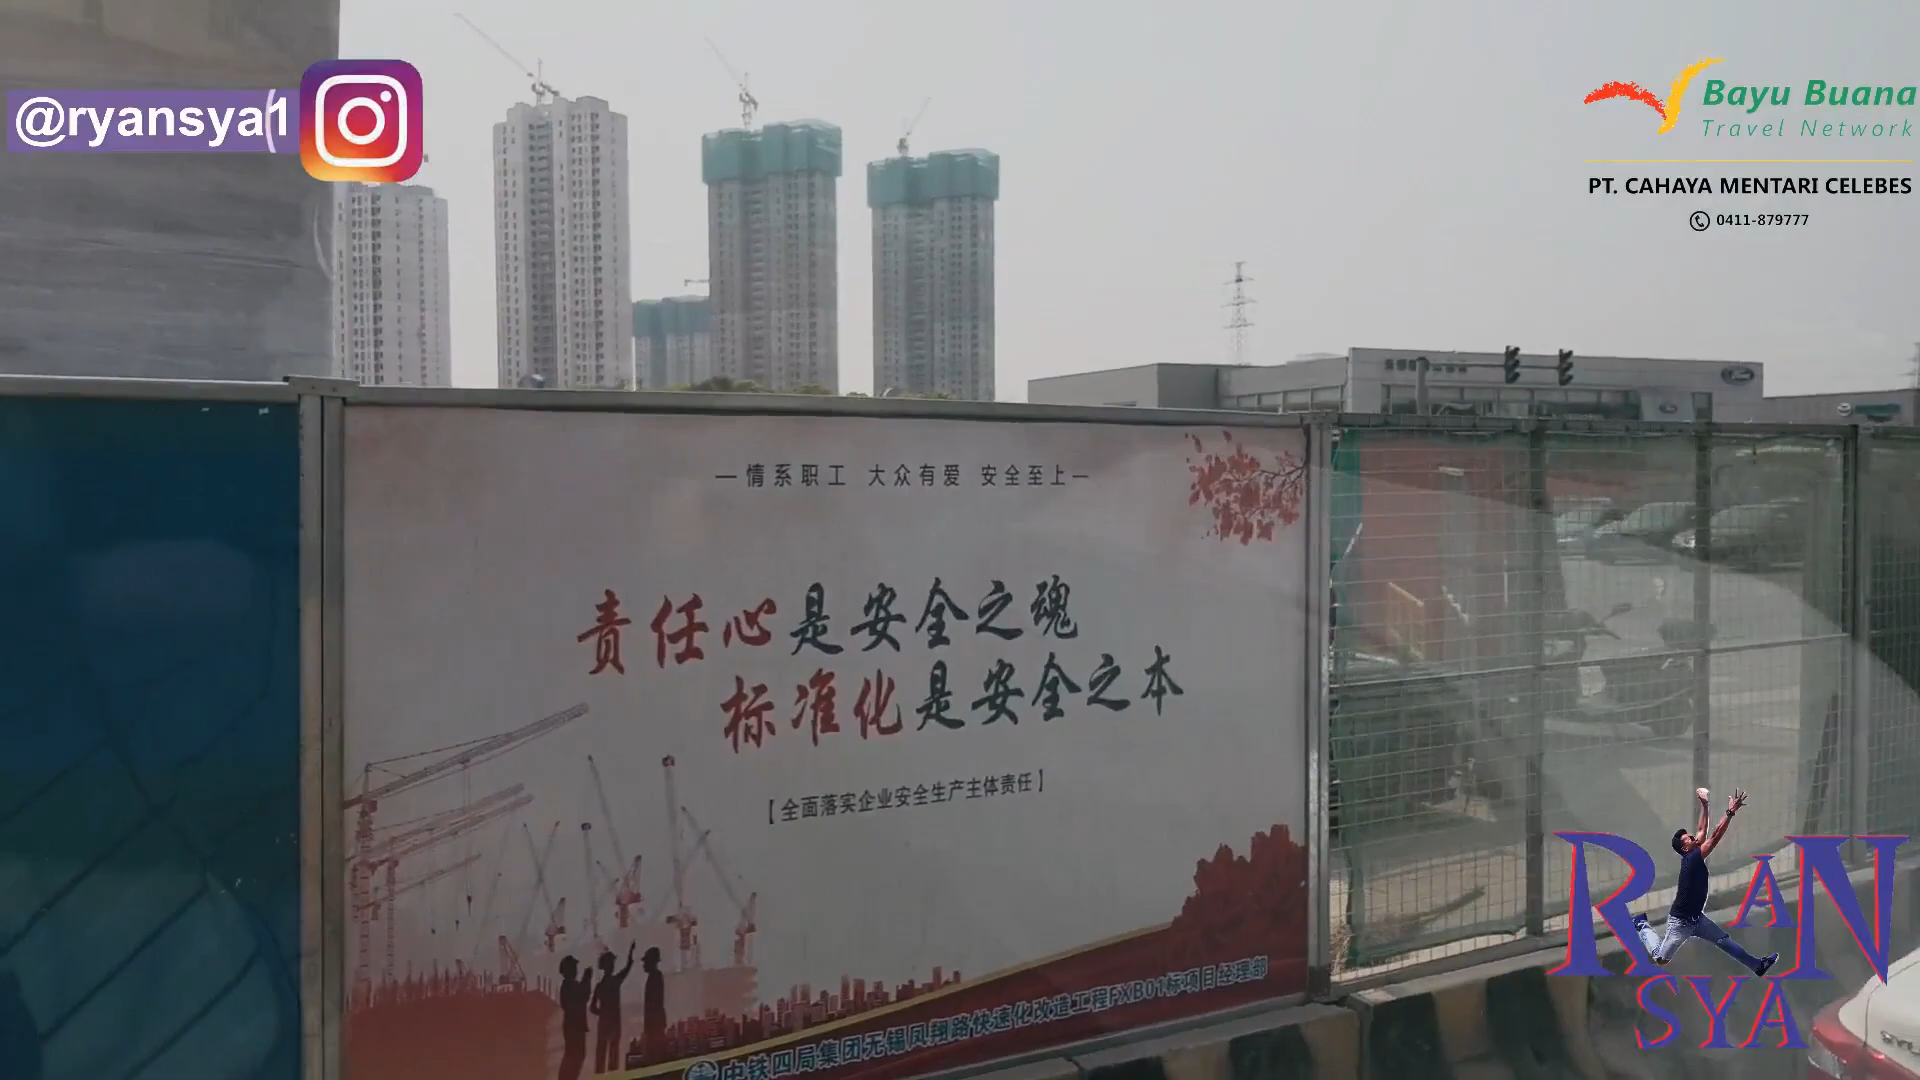 @ryansya1
Bayu Buana
Travel Network
PT. CAHAYA MENTARI CELEBES
0411-879777
—情系职工 大众有爱 安全至上—
责任心是安全之魂
标准化是安全之本
【全面落实企业安全生产主体责任】
中铁四局集团无锡凤翔路快速化改造工程FXB01标项目经理部
RYAN
SYA